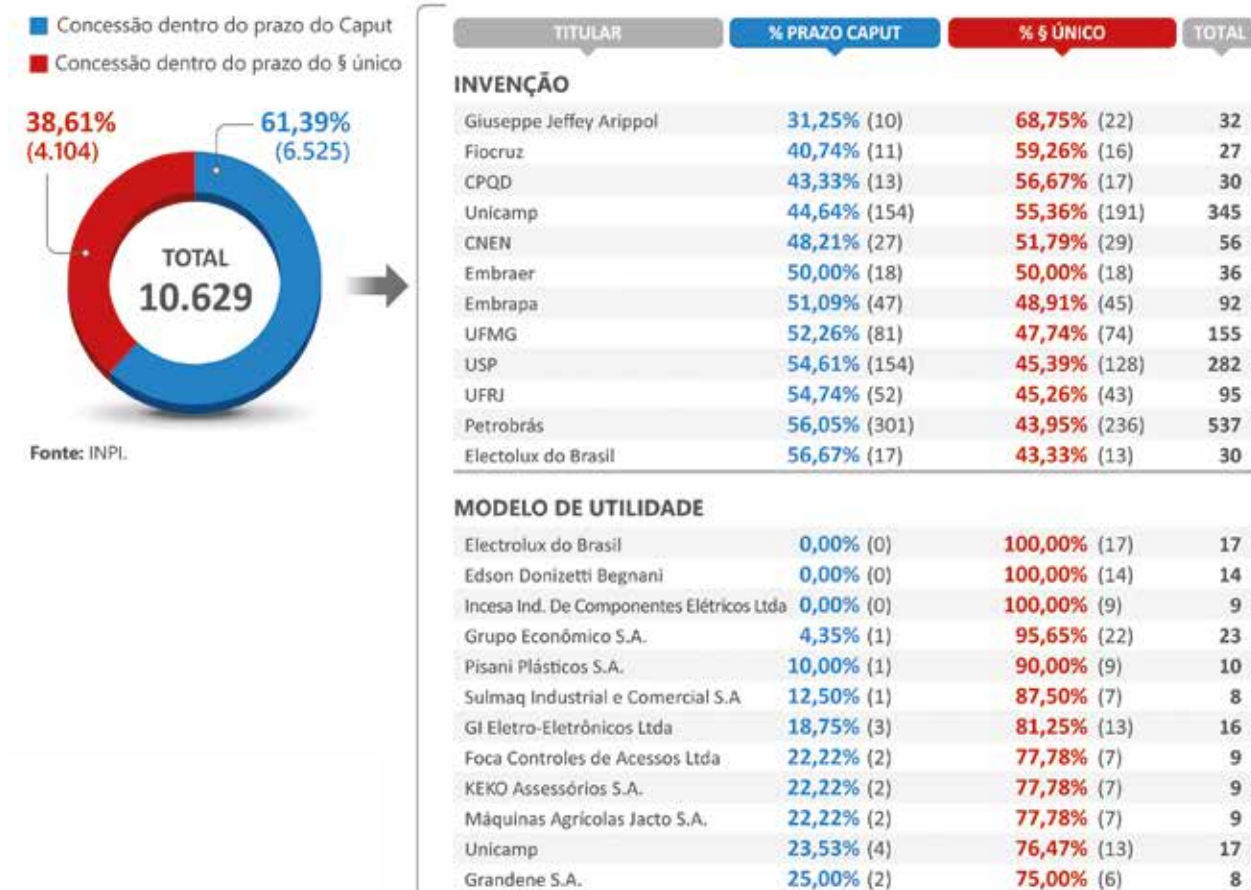 Concessão dentro do prazo do Caput
Concessão dentro do prazo do § único
38,61%
(4.104)
61,39%
(6.525)
TOTAL
10.629
Fonte: INPI.
TITULAR % PRAZO CAPUT % § ÚNICO TOTAL
INVENÇÃO
Giuseppe Jeffey Arippol 31,25% (10) 68,75% (22) 32
Fiocruz 40,74% (11) 59,26% (16) 27
CPQD 43,33% (13) 56,67% (17) 30
Unicamp 44,64% (154) 55,36% (191) 345
CNEN 48,21% (27) 51,79% (29) 56
Embraer 50,00% (18) 50,00% (18) 36
Embrapa 51,09% (47) 48,91% (45) 92
UFMG 52,26% (81) 47,74% (74) 155
USP 54,61% (154) 45,39% (128) 282
UFRJ 54,74% (52) 45,26% (43) 95
Petrobrás 56,05% (301) 43,95% (236) 537
Electolux do Brasil 56,67% (17) 43,33% (13) 30
MODELO DE UTILIDADE
Electrolux do Brasil 0,00% (0) 100,00% (17) 17
Edson Donizetti Begnani 0,00% (0) 100,00% (14) 14
Incesa Ind. De Componentes Elétricos Ltda 0,00% (0) 100,00% (9) 9
Grupo Econômico S.A. 4,35% (1) 95,65% (22) 23
Pisani Plásticos S.A. 10,00% (1) 90,00% (9) 10
Sulmaq Industrial e Comercial S.A 12,50% (1) 87,50% (7) 8
GI Eletro-Eletrônicos Ltda 18,75% (3) 81,25% (13) 16
Foca Controles de Acessos Ltda 22,22% (2) 77,78% (7) 9
KEKO Assessórios S.A. 22,22% (2) 77,78% (7) 9
Máquinas Agrícolas Jacto S.A. 22,22% (2) 77,78% (7) 9
Unicamp 23,53% (4) 76,47% (13) 17
Grandene S.A. 25,00% (2) 75,00% (6) 8